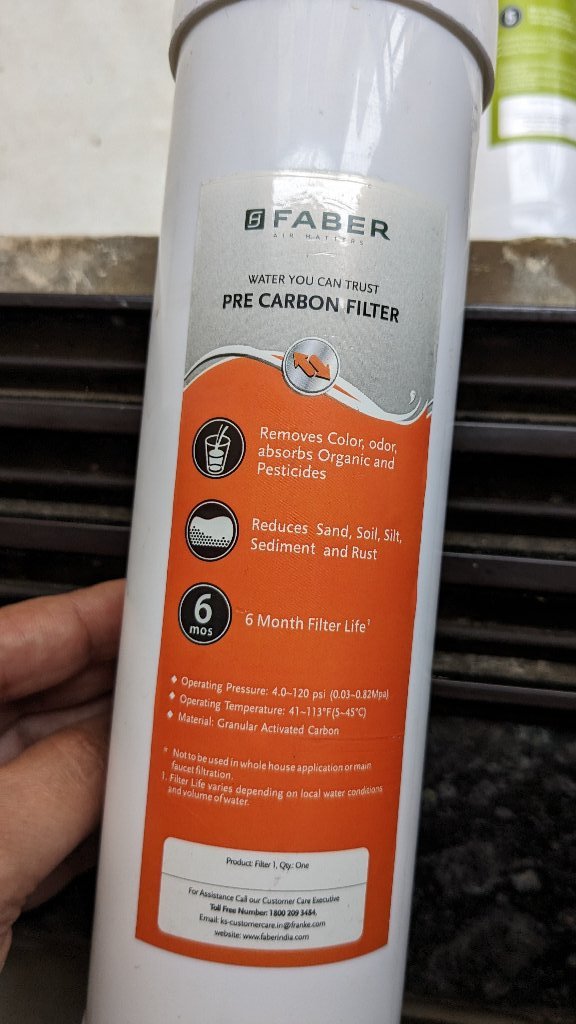 FABER
AIR MATTERS
WATER YOU CAN TRUST
PRE CARBON FILTER
Removes Color, odor,
absorbs Organic and
Pesticides
Reduces Sand, Soil, Silt,
Sediment and Rust
6
mos
6 Month Filter Life¹
◆ Operating Pressure: 4.0~120 psi (0.03~0.82Mpa)
◆ Operating Temperature: 41~113°F(5~45°C)
◆ Material: Granular Activated Carbon
* Not to be used in whole house application or main
faucet filtration.
1. Filter Life varies depending on local water conditions
and volume of water.
Product: Filter 1, Qty.: One
For Assistance Call our Customer Care Executive
Toll Free Number: 1800 209 3484,
Email: ks-customercare.in@franke.com
website: www.faberindia.com